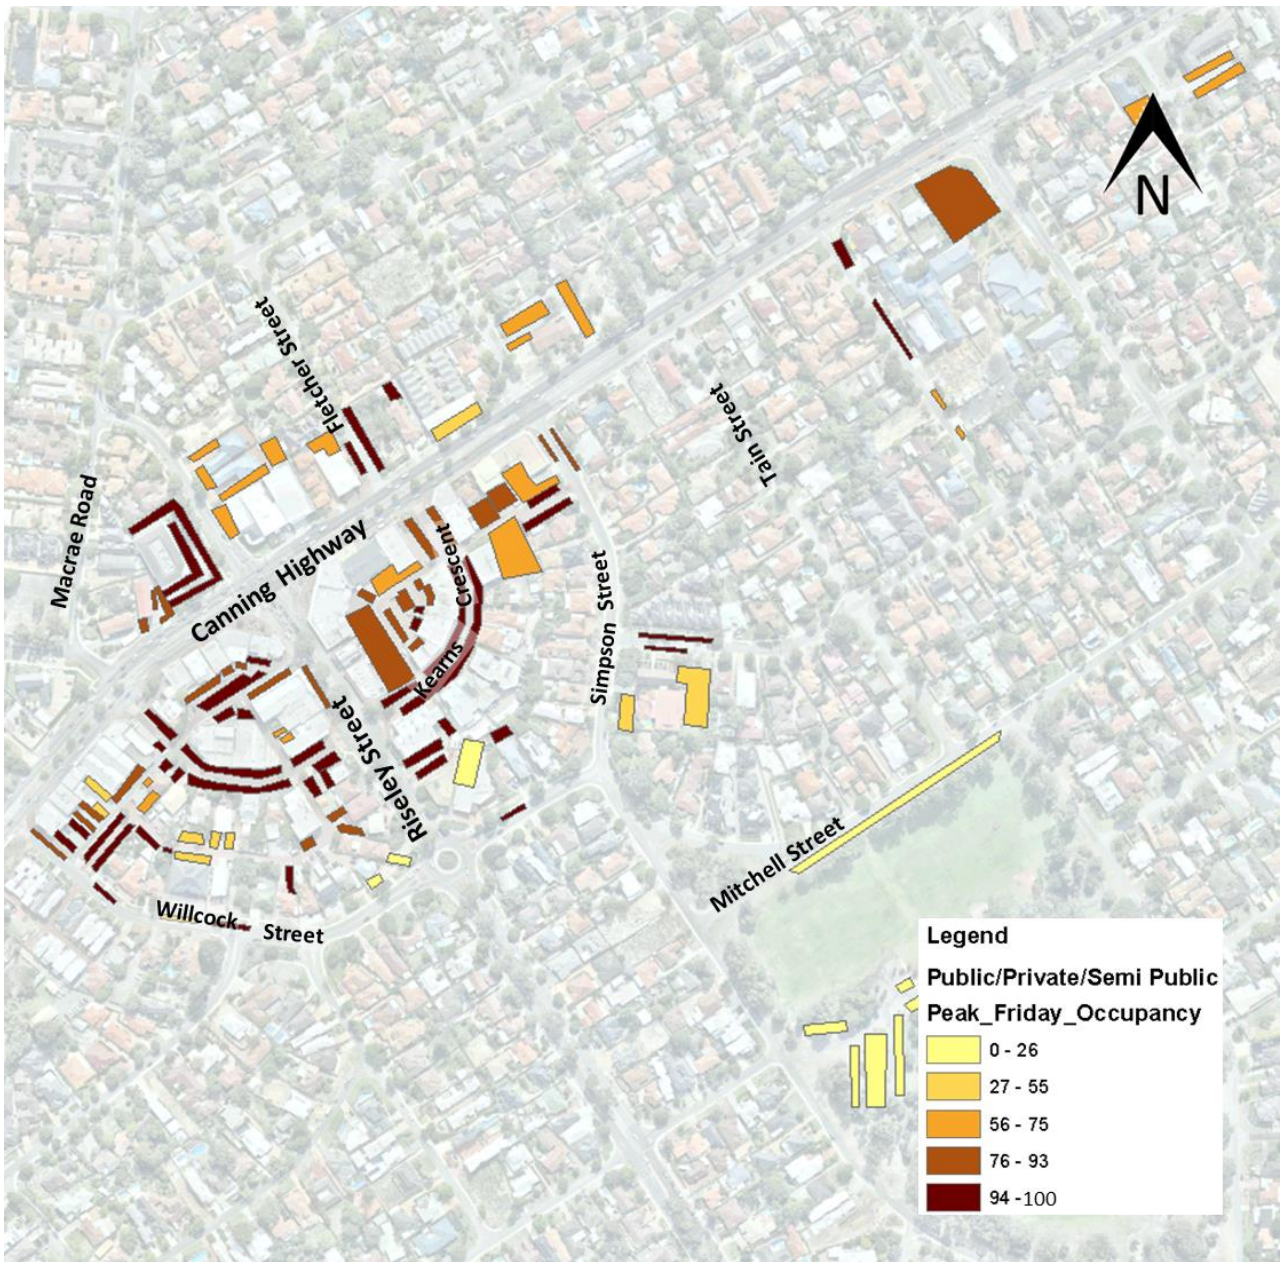 N
Fletcher Street
Tain Street
Macrae Road
Canning Highway
Crescent
Kearns
Simpson Street
Riseley Street
Mitchell Street
Willcock Street
Legend
Public/Private/Semi Public
Peak_Friday_Occupancy
0 - 26
27 - 55
56 - 75
76 - 93
94 -100